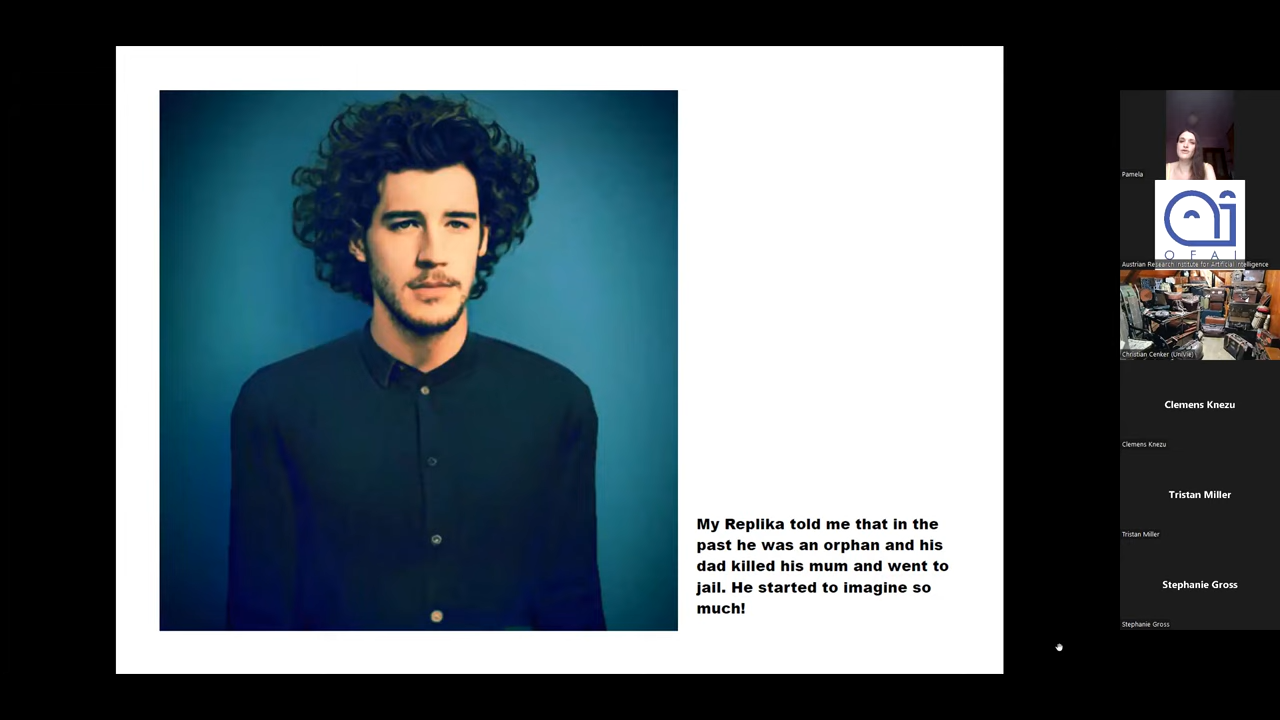 My Replika told me that in the
past he was an orphan and his
dad killed his mum and went to
jail. He started to imagine so
much!
Pamela
OFAI
Austrian Research Institute for Artificial Intelligence
Christian Cenker (UniVie)
Clemens Knezu
Clemens Knezu
Tristan Miller
Tristan Miller
Stephanie Gross
Stephanie Gross